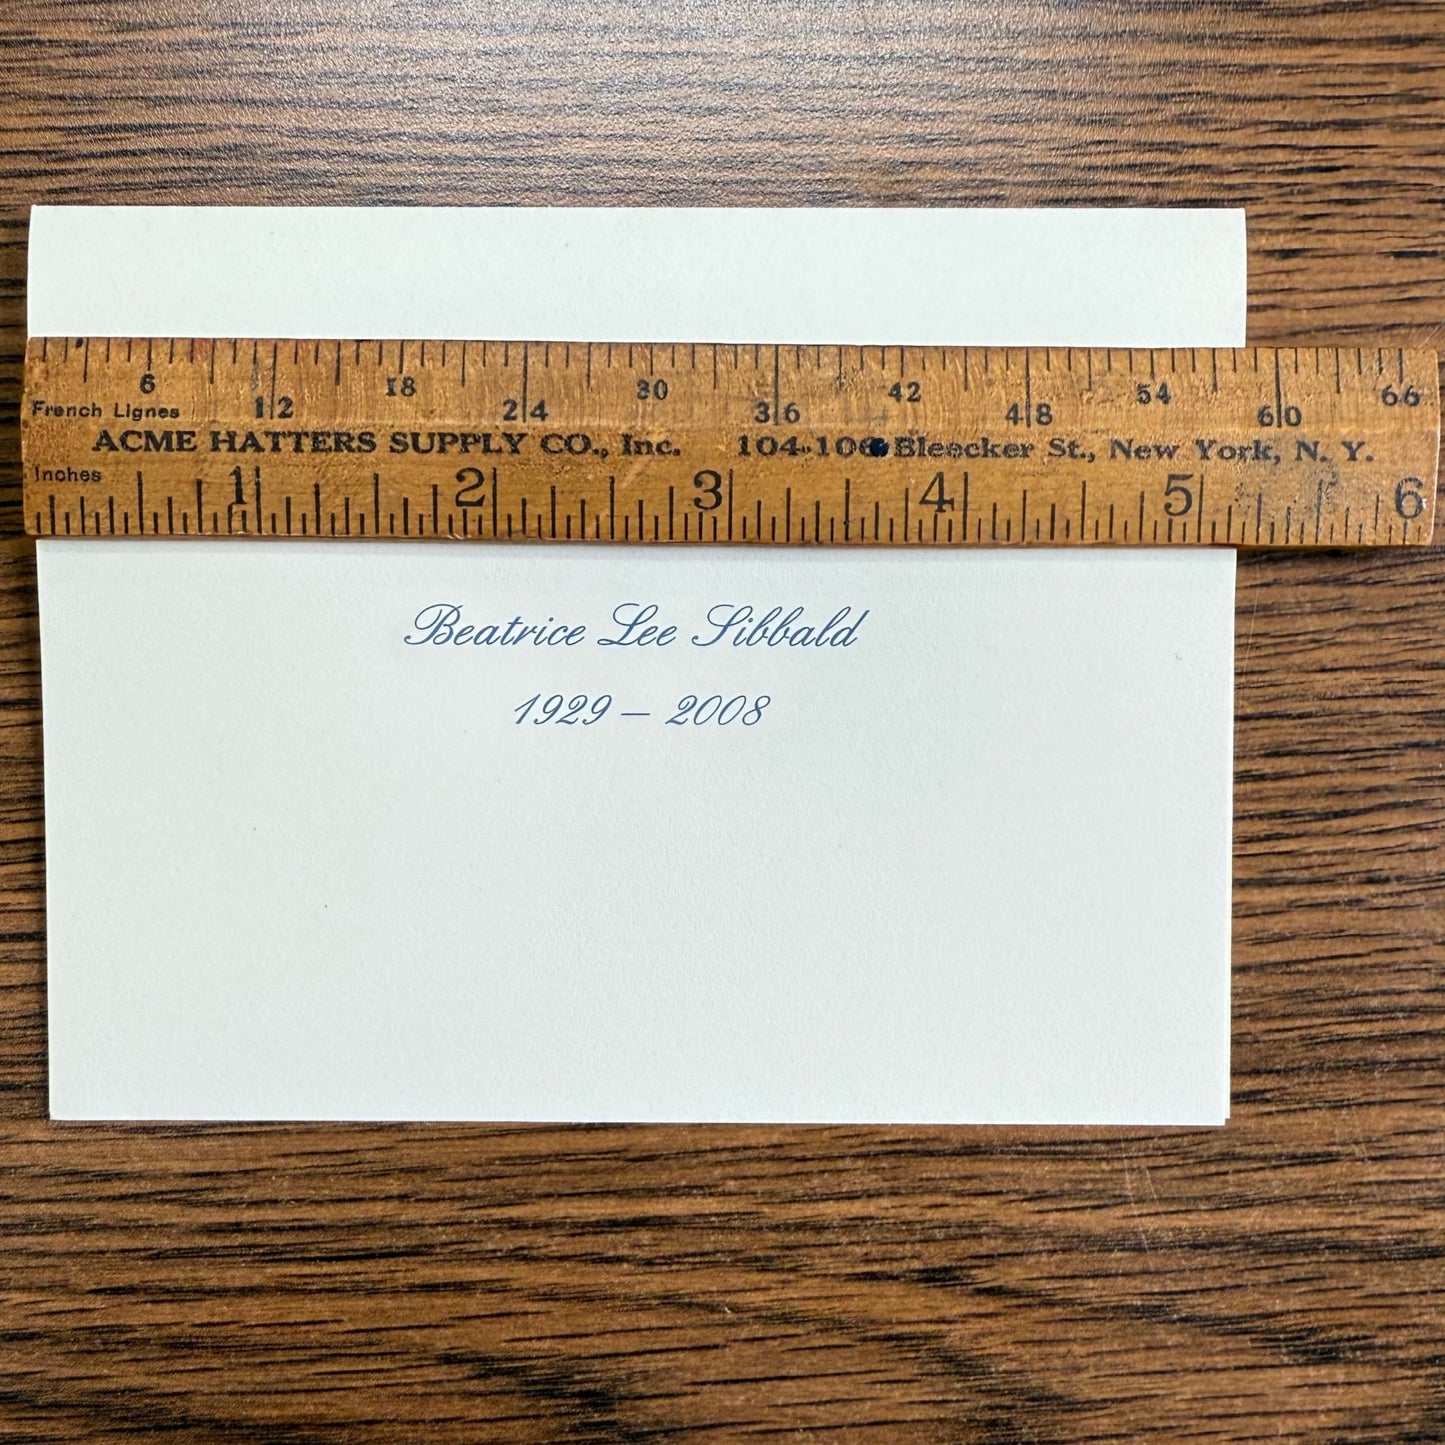 6 18 30 42 54 66
French Lignes 12 24 36 48 60
ACME HATTERS SUPPLY CO., Inc. 104-106 Bleecker St., New York, N. Y.
Inches 1 2 3 4 5 6
Beatrice Lee Sibbald
1929 – 2008